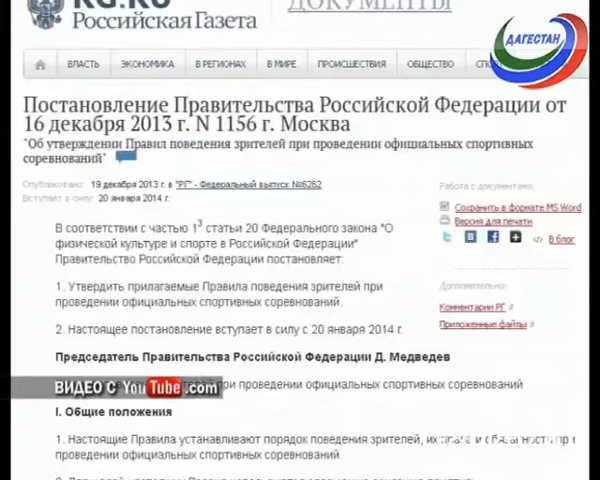 RG.RU
ДОКУМЕНТЫ
Российская Газета
ДАГЕСТАН
ВЛАСТЬ ЭКОНОМИКА В РЕГИОНАХ В МИРЕ ПРОИСШЕСТВИЯ ОБЩЕСТВО
Постановление Правительства Российской Федерации от
16 декабря 2013 г. N 1156 г. Москва
"Об утверждении Правил поведения зрителей при проведении официальных спортивных
соревнований"
Опубликовано: 19 декабря 2013 г. в "РГ" - Федеральный выпуск №6262
Вступает в силу: 20 января 2014 г.
Работа с документами:
Сохранить в формате MS Word
Версия для печати
В блог
В соответствии с частью 1³ статьи 20 Федерального закона "О
физической культуре и спорте в Российской Федерации"
Правительство Российской Федерации постановляет:
1. Утвердить прилагаемые Правила поведения зрителей при
проведении официальных спортивных соревнований.
2. Настоящее постановление вступает в силу с 20 января 2014 г.
Дополнительно:
Комментарии РГ
Приложенные файлы
Председатель Правительства Российской Федерации Д. Медведев
ВИДЕО С YouTube.com
при проведении официальных спортивных соревнований
I. Общие положения
1. Настоящие Правила устанавливают порядок поведения зрителей, их права и обязанности при
проведении официальных спортивных соревнований.